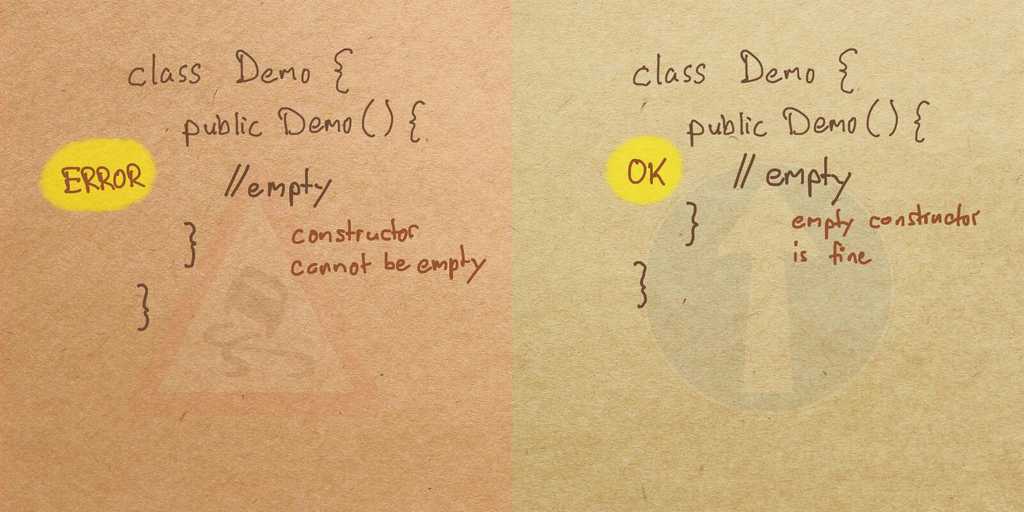 class Demo {
public Demo() {
ERROR
//empty
}
constructor
cannot be empty
}
class Demo {
public Demo() {
OK
// empty
}
empty constructor
is fine
}